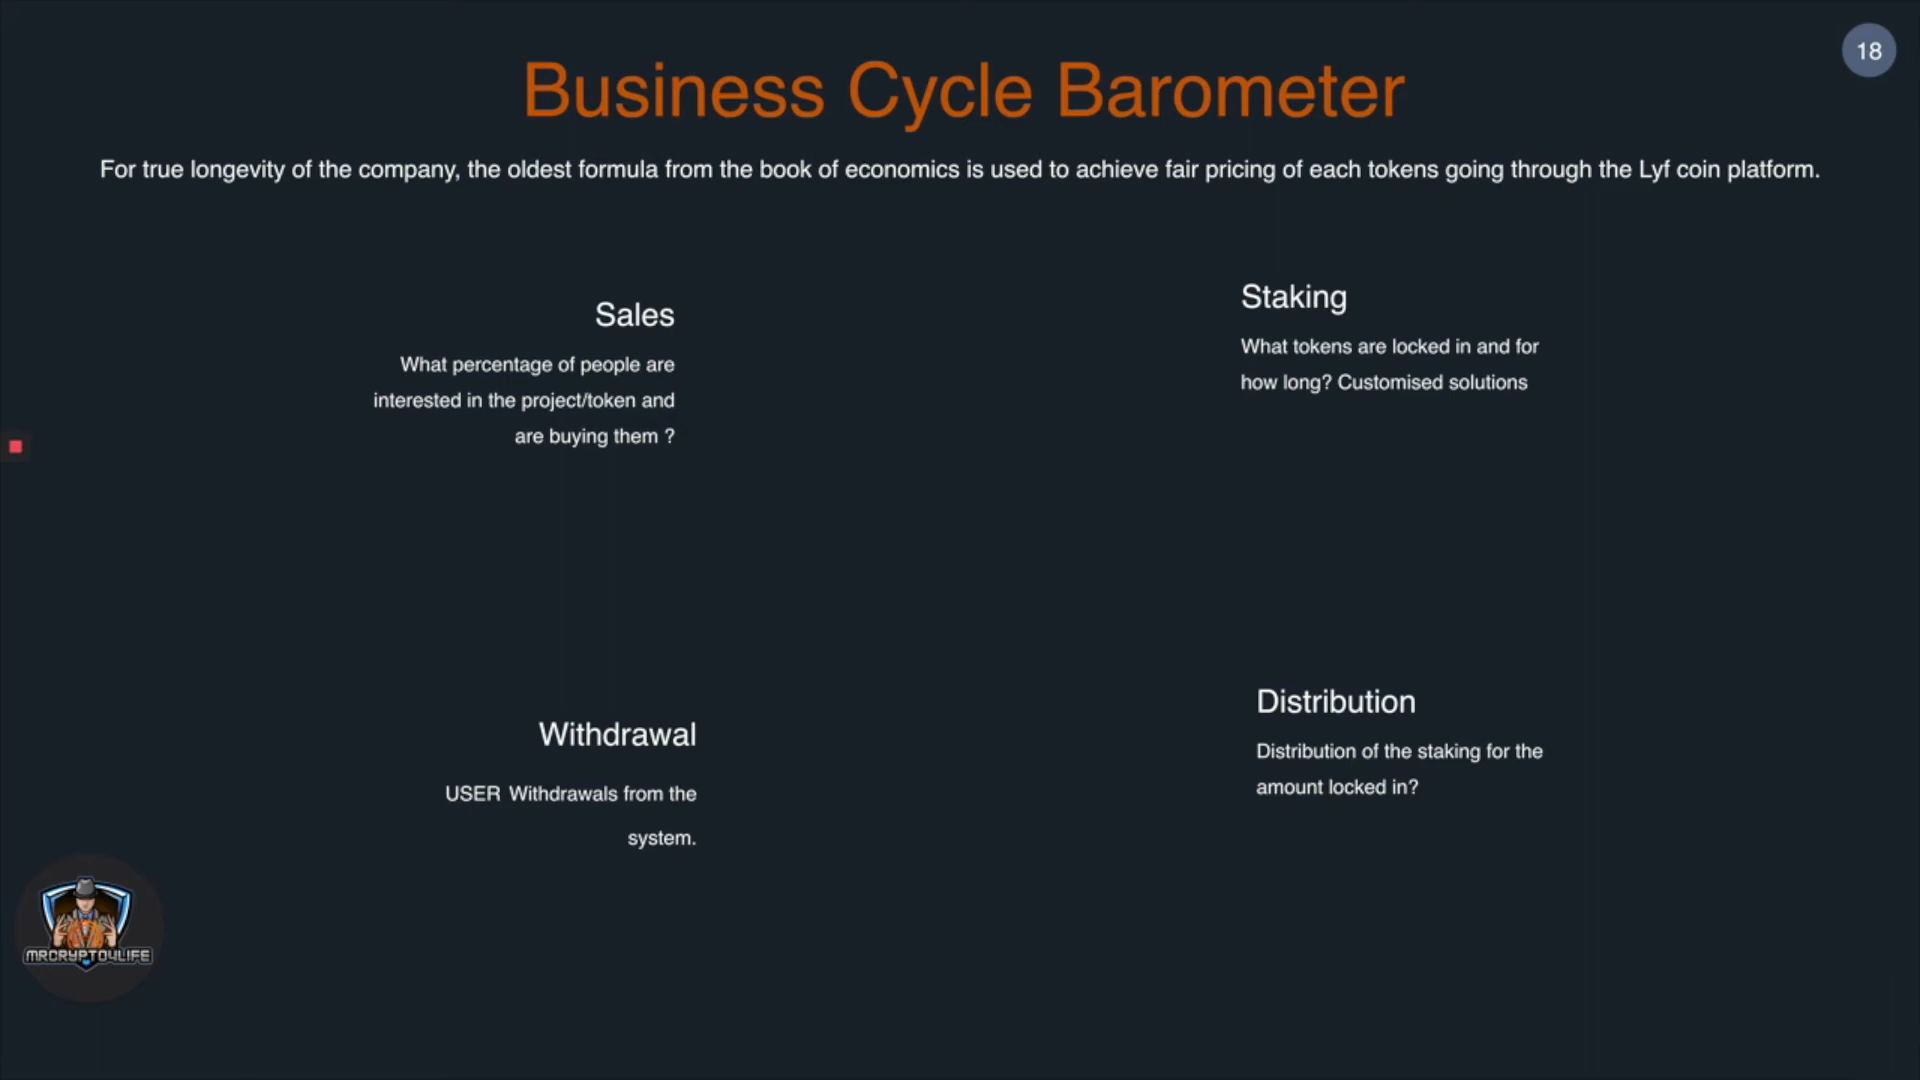 18
Business Cycle Barometer
For true longevity of the company, the oldest formula from the book of economics is used to achieve fair pricing of each tokens going through the Lyf coin platform.
Sales
What percentage of people are
interested in the project/token and
are buying them ?
Staking
What tokens are locked in and for
how long? Customised solutions
Withdrawal
USER Withdrawals from the
system.
Distribution
Distribution of the staking for the
amount locked in?
MRCRYPTO4LIFE